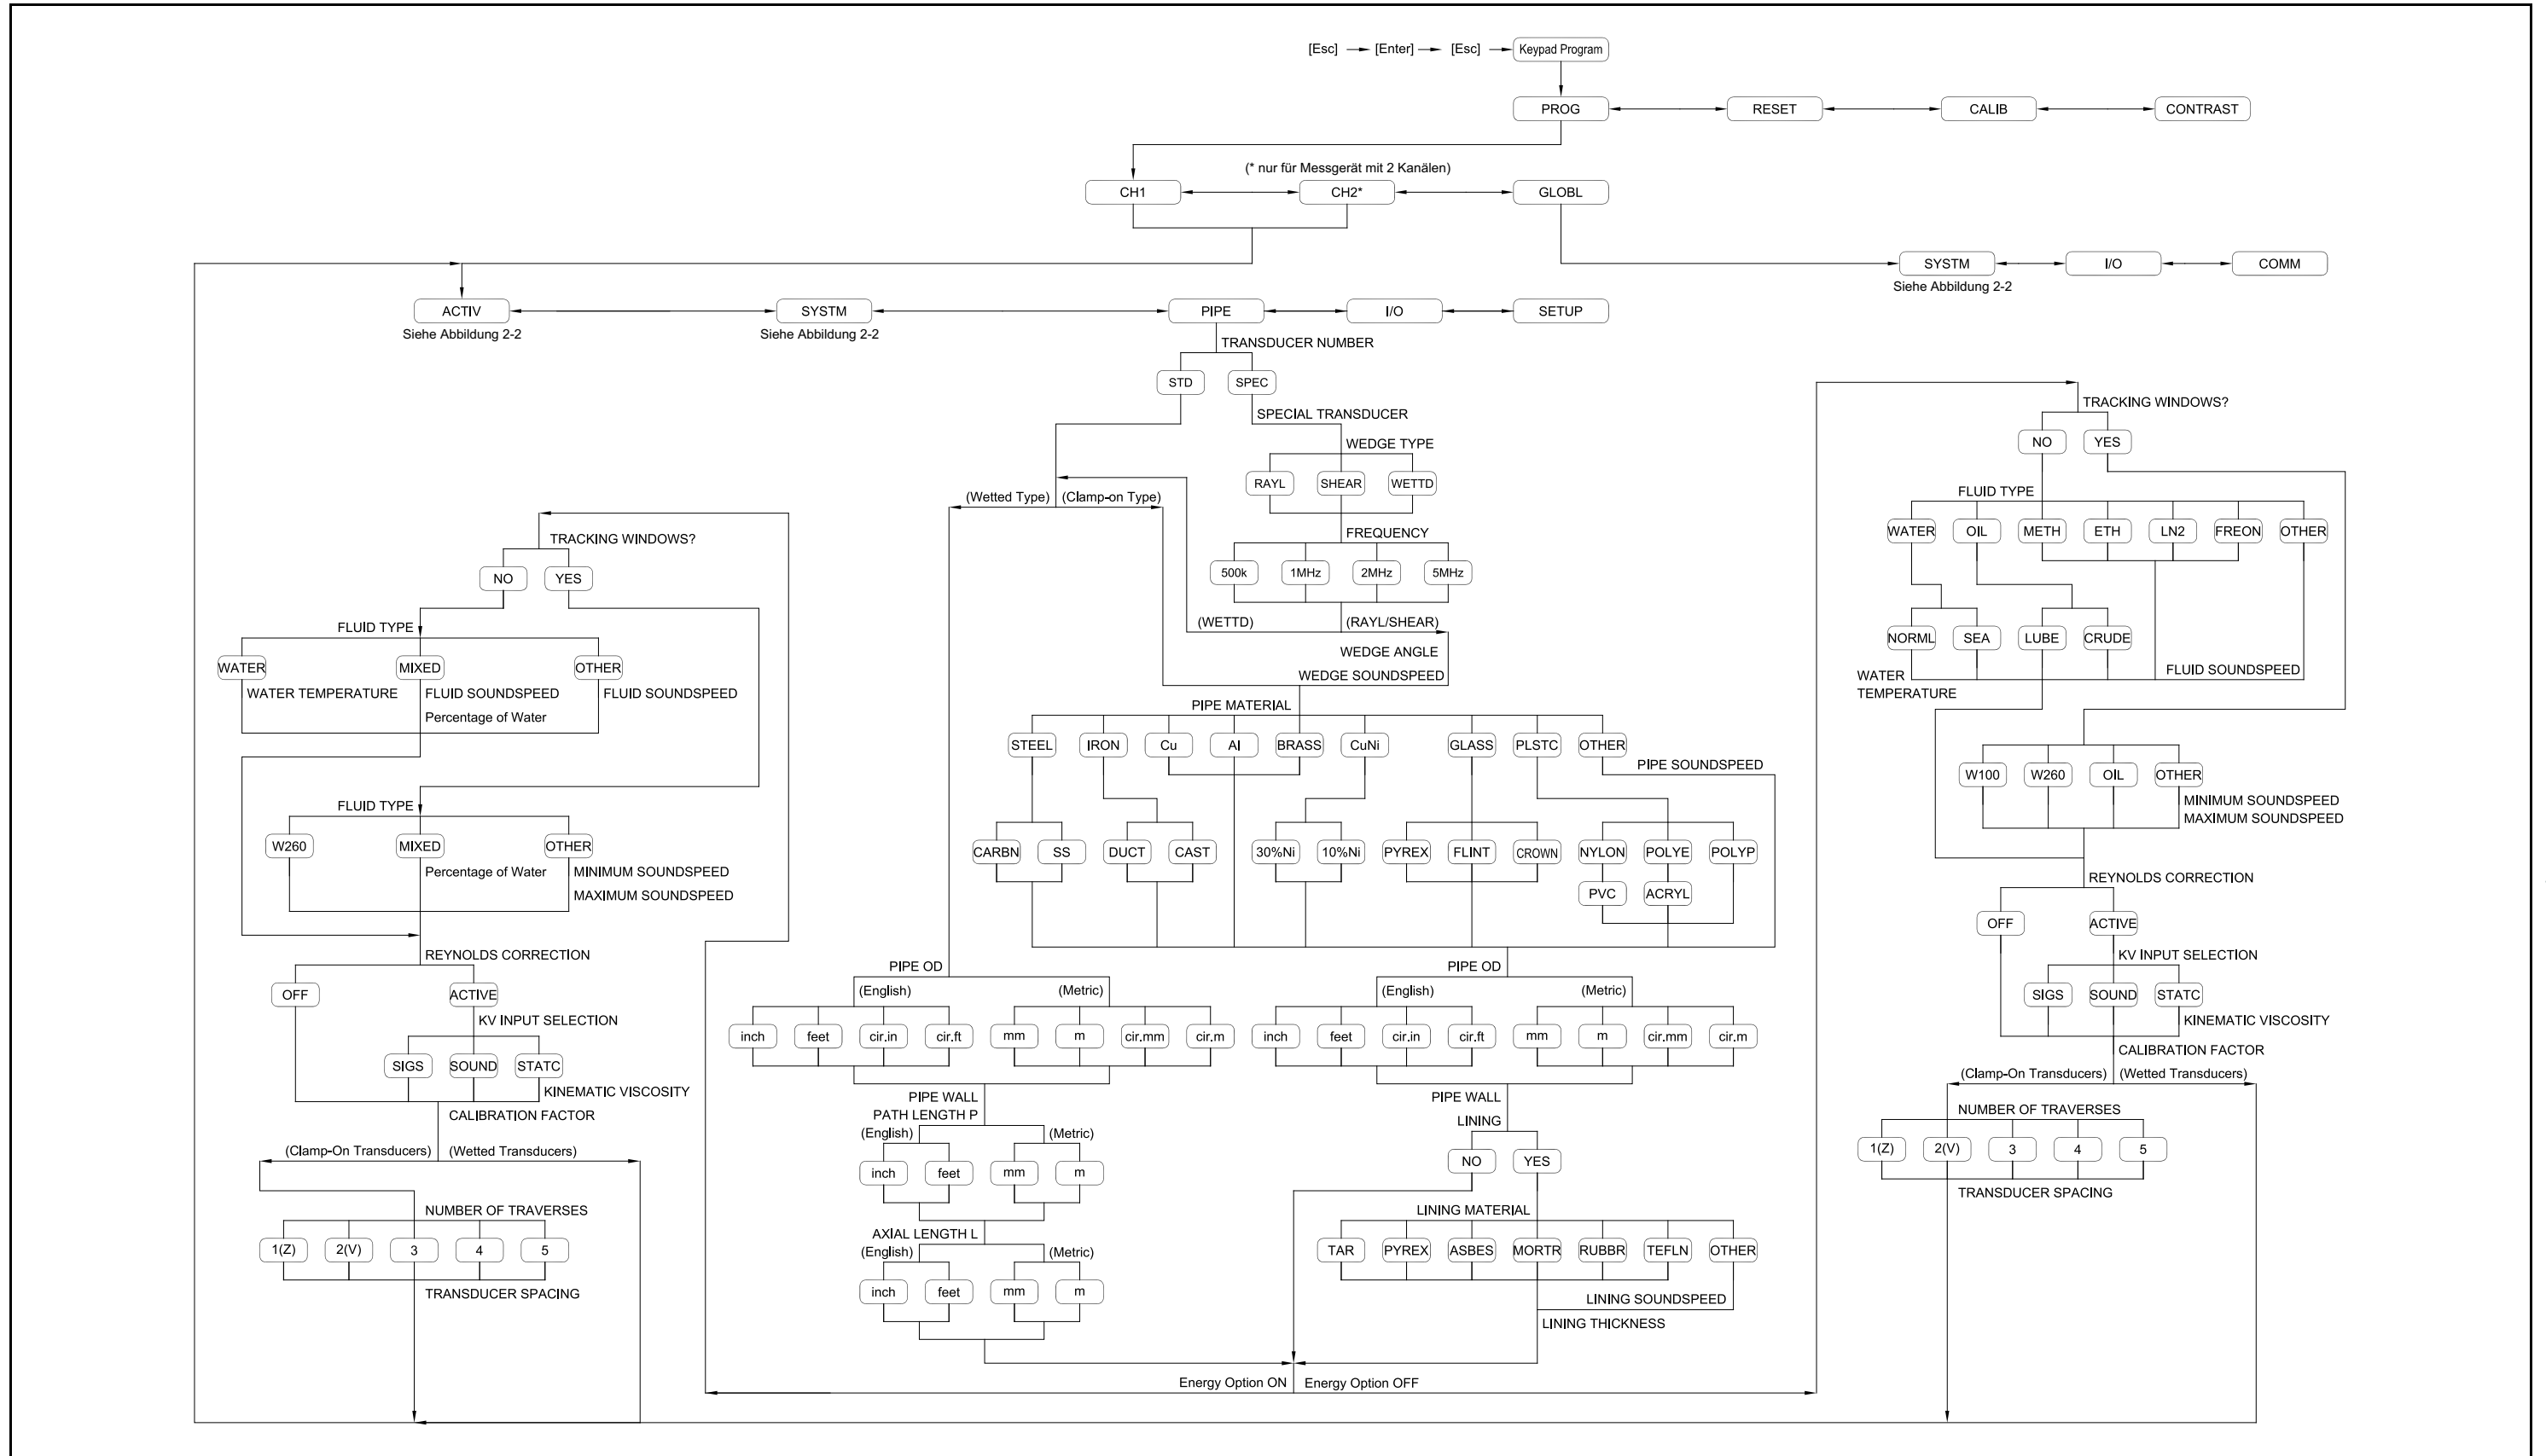 [Esc] [Enter] [Esc] Keypad Program
PROG RESET CALIB CONTRAST
(* nur für Messgerät mit 2 Kanälen)
CH1 CH2* GLOBL
SYSTM I/O COMM
Siehe Abbildung 2-2
ACTIV SYSTM PIPE I/O SETUP
Siehe Abbildung 2-2 Siehe Abbildung 2-2
TRANSDUCER NUMBER
STD SPEC
SPECIAL TRANSDUCER
WEDGE TYPE
RAYL SHEAR WETTD
(Wetted Type) (Clamp-on Type)
FREQUENCY
500k 1MHz 2MHz 5MHz
(WETTD) (RAYL/SHEAR)
WEDGE ANGLE
WEDGE SOUNDSPEED
PIPE MATERIAL
STEEL IRON Cu Al BRASS CuNi GLASS PLSTC OTHER
PIPE SOUNDSPEED
CARBN SS DUCT CAST 30%Ni 10%Ni PYREX FLINT CROWN NYLON POLYE POLYP
PVC ACRYL
PIPE OD
(English) (Metric)
inch feet cir.in cir.ft mm m cir.mm cir.m
PIPE WALL
PATH LENGTH P
(English) (Metric)
inch feet mm m
AXIAL LENGTH L
(English) (Metric)
inch feet mm m
PIPE OD
(English) (Metric)
inch feet cir.in cir.ft mm m cir.mm cir.m
PIPE WALL
LINING
NO YES
LINING MATERIAL
TAR PYREX ASBES MORTR RUBBR TEFLN OTHER
LINING SOUNDSPEED
LINING THICKNESS
Energy Option ON Energy Option OFF
TRACKING WINDOWS?
NO YES
FLUID TYPE
WATER MIXED OTHER
WATER TEMPERATURE FLUID SOUNDSPEED FLUID SOUNDSPEED
Percentage of Water
FLUID TYPE
W260 MIXED OTHER
Percentage of Water MINIMUM SOUNDSPEED
MAXIMUM SOUNDSPEED
REYNOLDS CORRECTION
OFF ACTIVE
KV INPUT SELECTION
SIGS SOUND STATC
KINEMATIC VISCOSITY
CALIBRATION FACTOR
(Clamp-On Transducers) (Wetted Transducers)
NUMBER OF TRAVERSES
1(Z) 2(V) 3 4 5
TRANSDUCER SPACING
TRACKING WINDOWS?
NO YES
FLUID TYPE
WATER OIL METH ETH LN2 FREON OTHER
NORML SEA LUBE CRUDE
WATER FLUID SOUNDSPEED
TEMPERATURE
W100 W260 OIL OTHER
MINIMUM SOUNDSPEED
MAXIMUM SOUNDSPEED
REYNOLDS CORRECTION
OFF ACTIVE
KV INPUT SELECTION
SIGS SOUND STATC
KINEMATIC VISCOSITY
CALIBRATION FACTOR
(Clamp-On Transducers) (Wetted Transducers)
NUMBER OF TRAVERSES
1(Z) 2(V) 3 4 5
TRANSDUCER SPACING